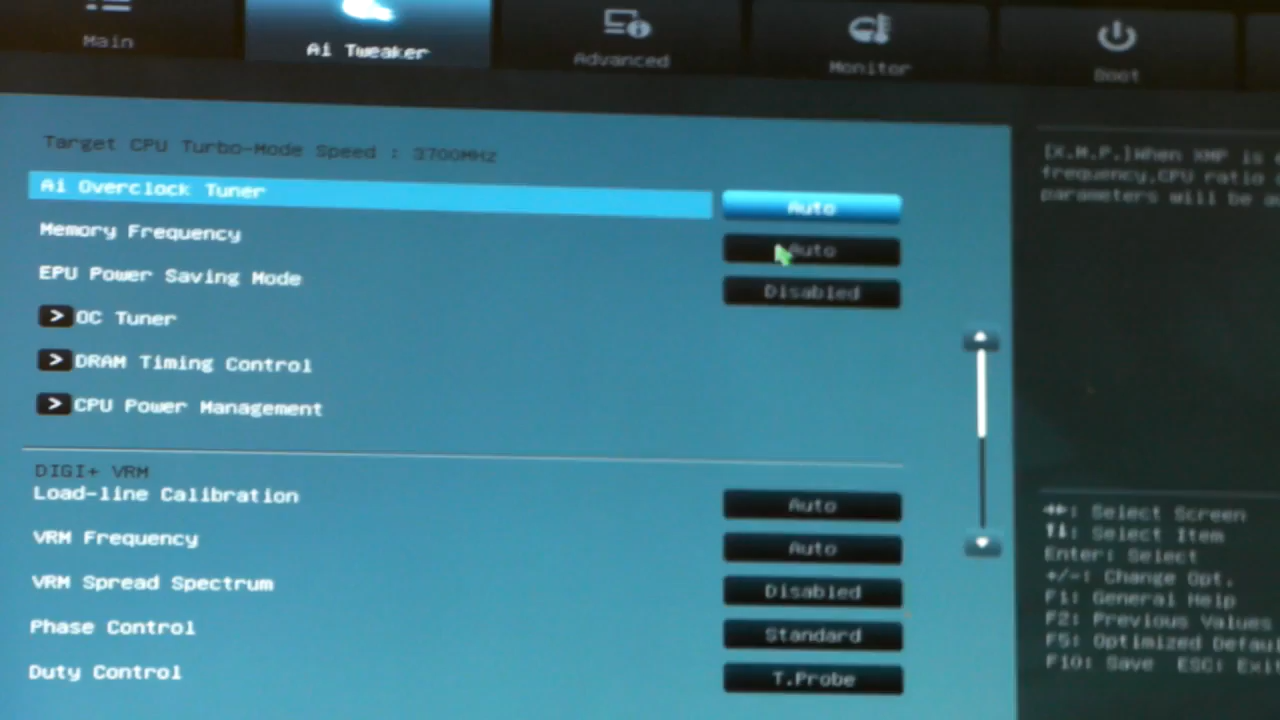 Main
Ai Tweaker
Advanced
Monitor
Boot
Target CPU Turbo-Mode Speed : 3700MHz
Ai Overclock Tuner Auto
Memory Frequency Auto
EPU Power Saving Mode Disabled
> OC Tuner
> DRAM Timing Control
> CPU Power Management
DIGI+ VRM
Load-line Calibration Auto
VRM Frequency Auto
VRM Spread Spectrum Disabled
Phase Control Standard
Duty Control T.Probe
[X.M.P.]When XMP is
frequency,CPU ratio
parameters will be
→←: Select Screen
↑↓: Select Item
Enter: Select
+/-: Change Opt.
F1: General Help
F2: Previous Values
F5: Optimized
F10: Save ESC: